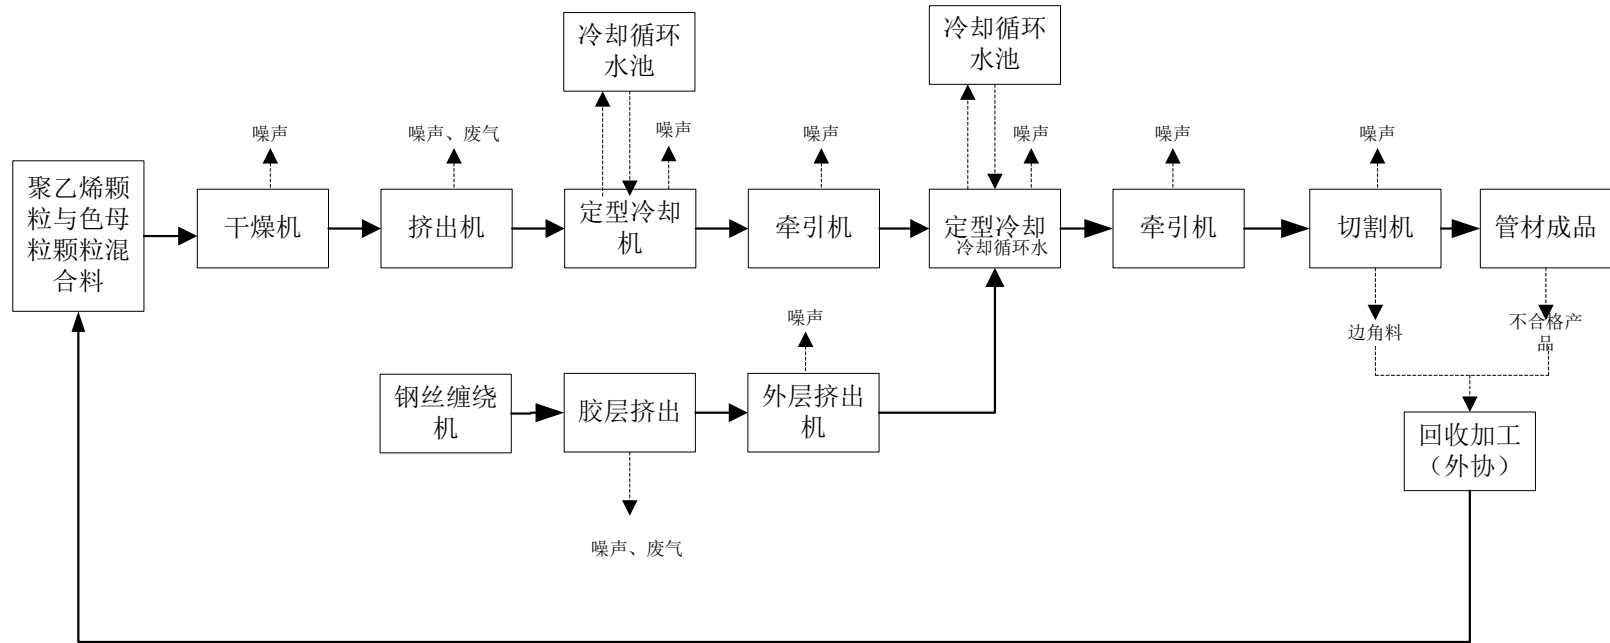 冷却循环
水池
冷却循环
水池
噪声
噪声、废气
噪声
噪声
噪声
噪声
噪声
聚乙烯颗
粒与色母
粒颗粒混
合料
干燥机
挤出机
定型冷却
机
牵引机
定型冷却
冷却循环水
牵引机
切割机
管材成品
噪声
边角料
不合格产
品
钢丝缠绕
机
胶层挤出
外层挤出
机
回收加工
（外协）
噪声、废气